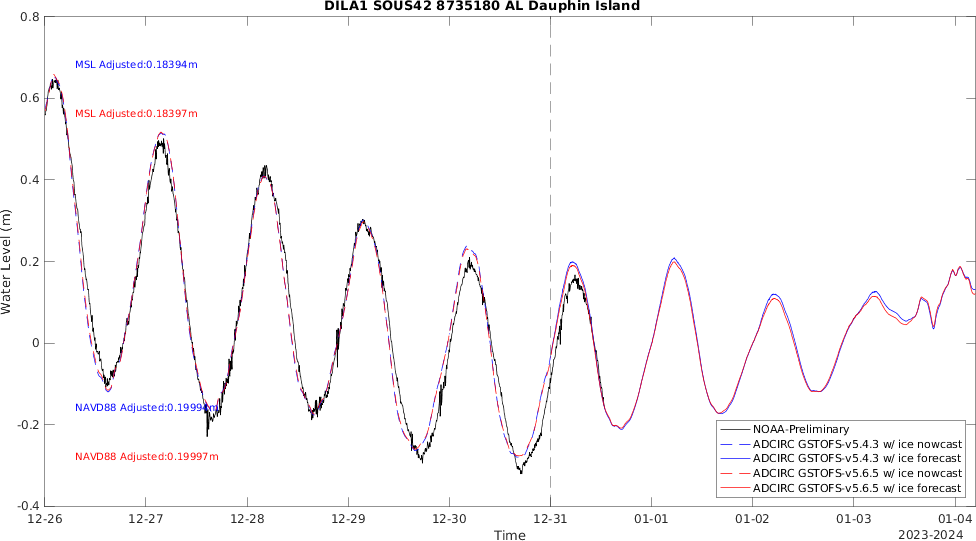 DILA1 SOUS42 8735180 AL Dauphin Island
0.8
0.6
0.4
0.2
0
-0.2
-0.4
Water Level (m)
MSL Adjusted:0.18394m
MSL Adjusted:0.18397m
NAVD88 Adjusted:0.19994m
NAVD88 Adjusted:0.19997m
NOAA-Preliminary
ADCIRC GSTOFS-v5.4.3 w/ ice nowcast
ADCIRC GSTOFS-v5.4.3 w/ ice forecast
ADCIRC GSTOFS-v5.6.5 w/ ice nowcast
ADCIRC GSTOFS-v5.6.5 w/ ice forecast
12-26 12-27 12-28 12-29 12-30 12-31 01-01 01-02 01-03 01-04
Time
2023-2024